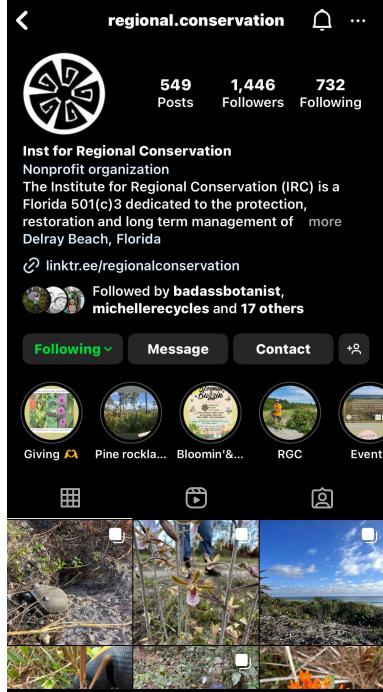 regional.conservation
549
1,446
732
Posts
Followers
Following
Inst for Regional Conservation
Nonprofit organization
The Institute for Regional Conservation (IRC) is a
Florida 501(c)3 dedicated to the protection,
restoration and long term management of more
Delray Beach, Florida
linktr.ee/regionalconservation
Followed by badassbotanist,
michellerecycles and 17 others
Following
Message
Contact
Giving
Pine rockla...
Bloomin'&...
RGC
Event